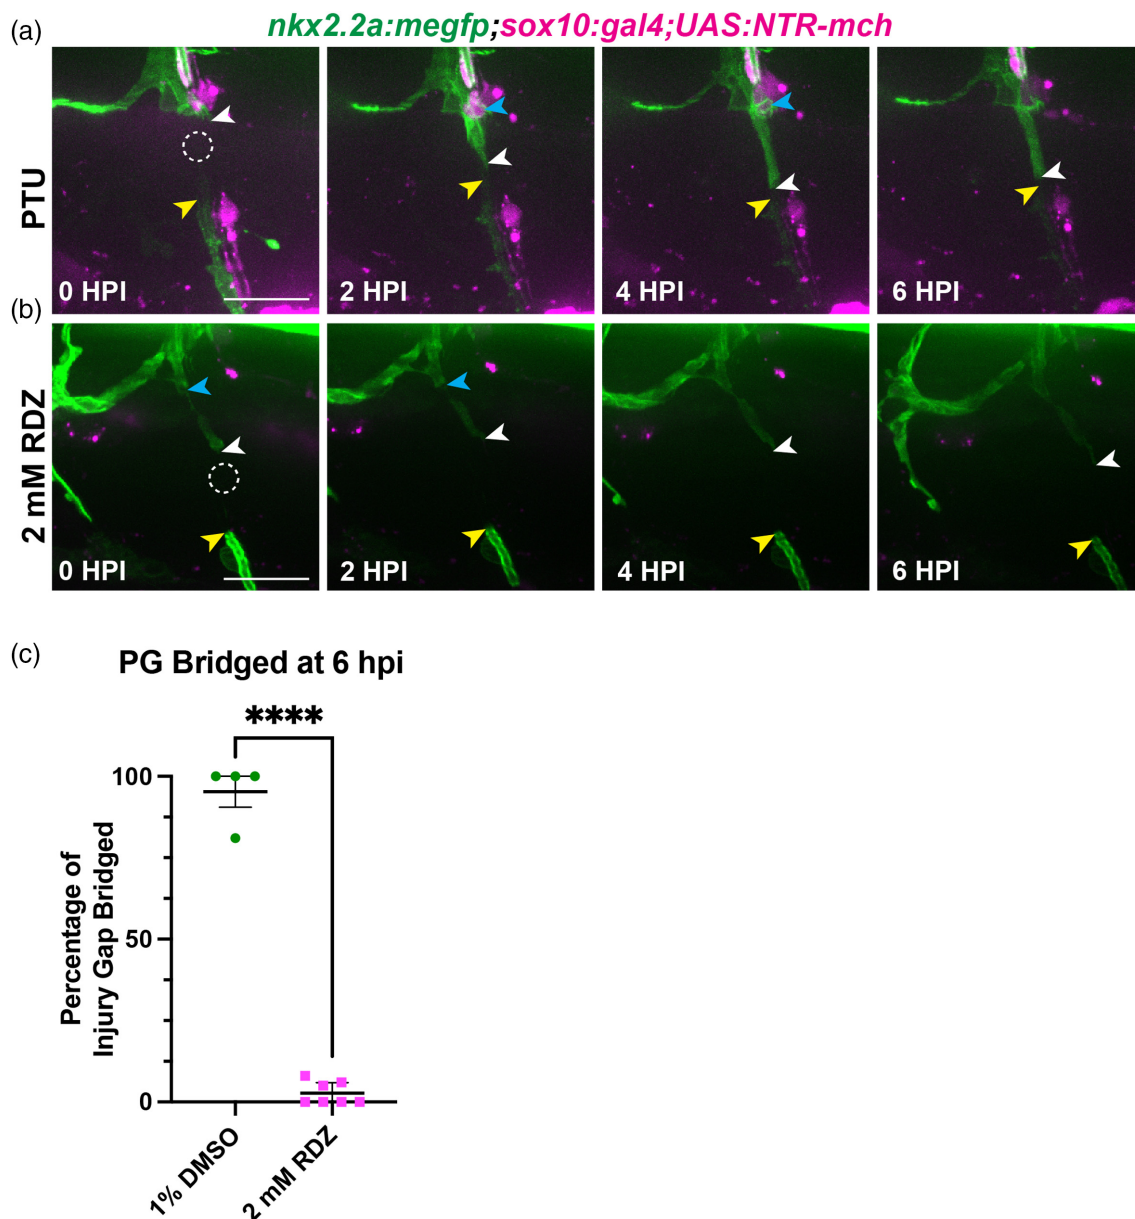 nkx2.2a:megfp;sox10:gal4;UAS:NTR-mch
(a)
PTU
0 HPI
2 HPI
4 HPI
6 HPI
(b)
2 mM RDZ
0 HPI
2 HPI
4 HPI
6 HPI
(c)
PG Bridged at 6 hpi
****
Percentage of
Injury Gap Bridged
100
50
0
1% DMSO
2 mM RDZ